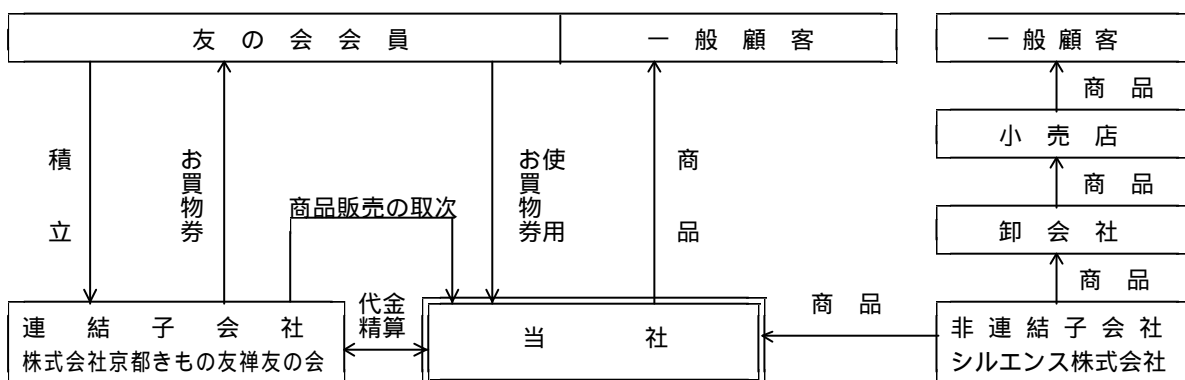 友の会会員
一般顧客
一般顧客
商品
小売店
商品
卸会社
商品
積立
お買物券
商品販売の取次
お買物券
使用
商品
代金
精算
商品
連結子会社
株式会社京都きもの友禅友の会
当社
非連結子会社
シルエンス株式会社